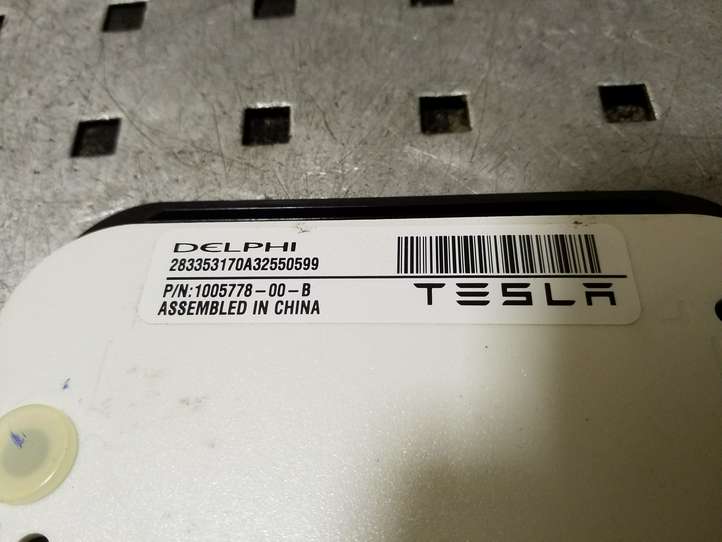 DELPHI
283353170A32550599
P/N:1005778-00-B
ASSEMBLED IN CHINA
TESLA